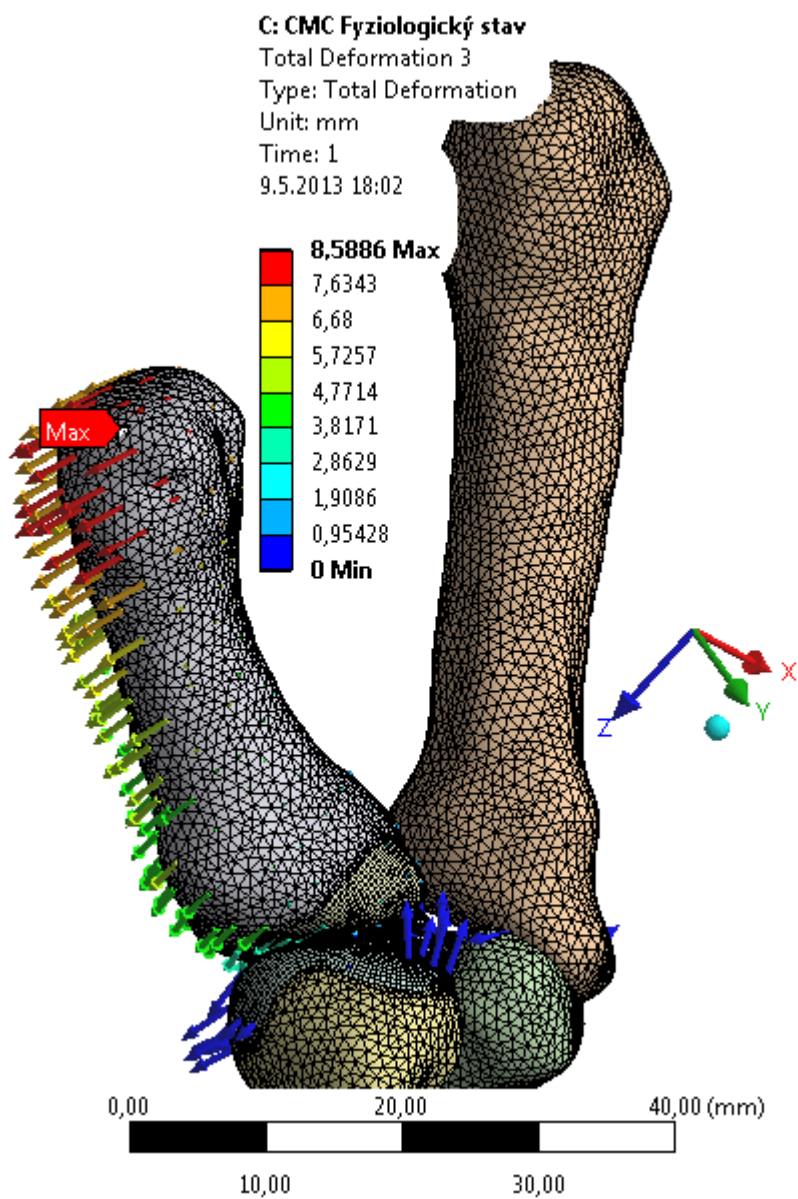 C: CMC Fyziologický stav
Total Deformation 3
Type: Total Deformation
Unit: mm
Time: 1
9.5.2013 18:02
8,5886 Max
7,6343
6,68
5,7257
4,7714
3,8171
2,8629
1,9086
0,95428
0 Min
Max
X
Y
Z
0,00 20,00 40,00 (mm)
10,00 30,00